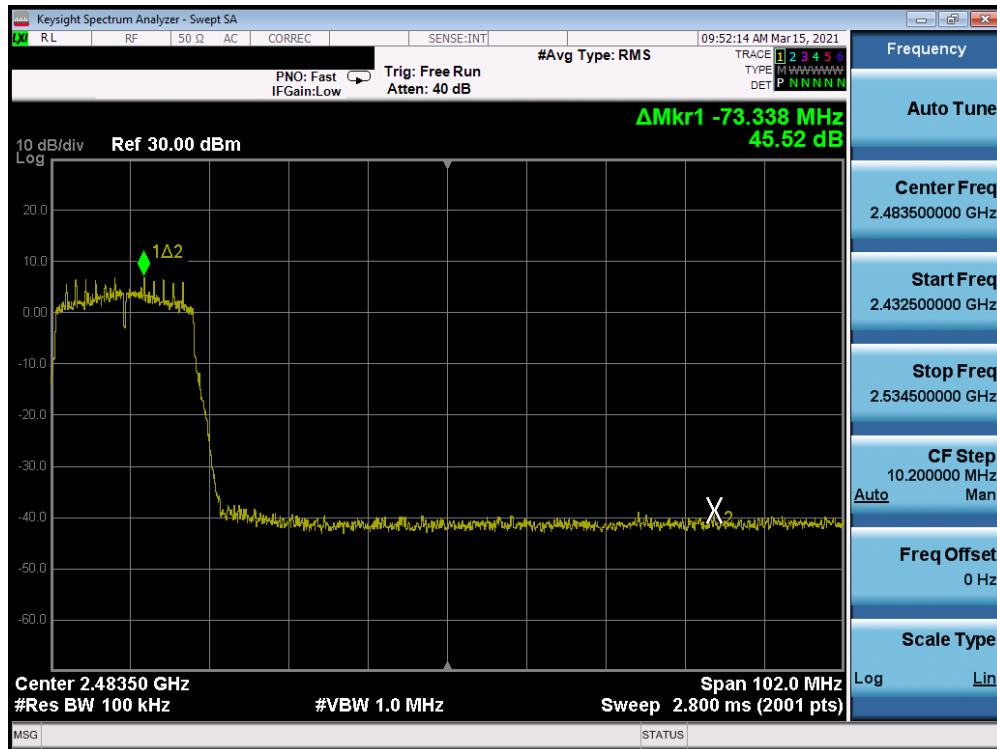 Keysight Spectrum Analyzer - Swept SA
LXI RL RF 50 Ω AC CORREC SENSE:INT 09:52:14 AM Mar 15, 2021
PNO: Fast
IFGain:Low
Trig: Free Run
Atten: 40 dB
#Avg Type: RMS
TRACE 1 2 3 4 5 6
TYPE M W W W W W
DET P N N N N N
ΔMkr1 -73.338 MHz
45.52 dB
10 dB/div
Log
Ref 30.00 dBm
20.0
10.0
0.00
-10.0
-20.0
-30.0
-40.0
-50.0
-60.0
1Δ2
2
Center 2.48350 GHz
Span 102.0 MHz
#Res BW 100 kHz
#VBW 1.0 MHz
Sweep 2.800 ms (2001 pts)
MSG
STATUS
Frequency
Auto Tune
Center Freq
2.483500000 GHz
Start Freq
2.432500000 GHz
Stop Freq
2.534500000 GHz
CF Step
10.200000 MHz
Auto Man
Freq Offset
0 Hz
Scale Type
Log Lin